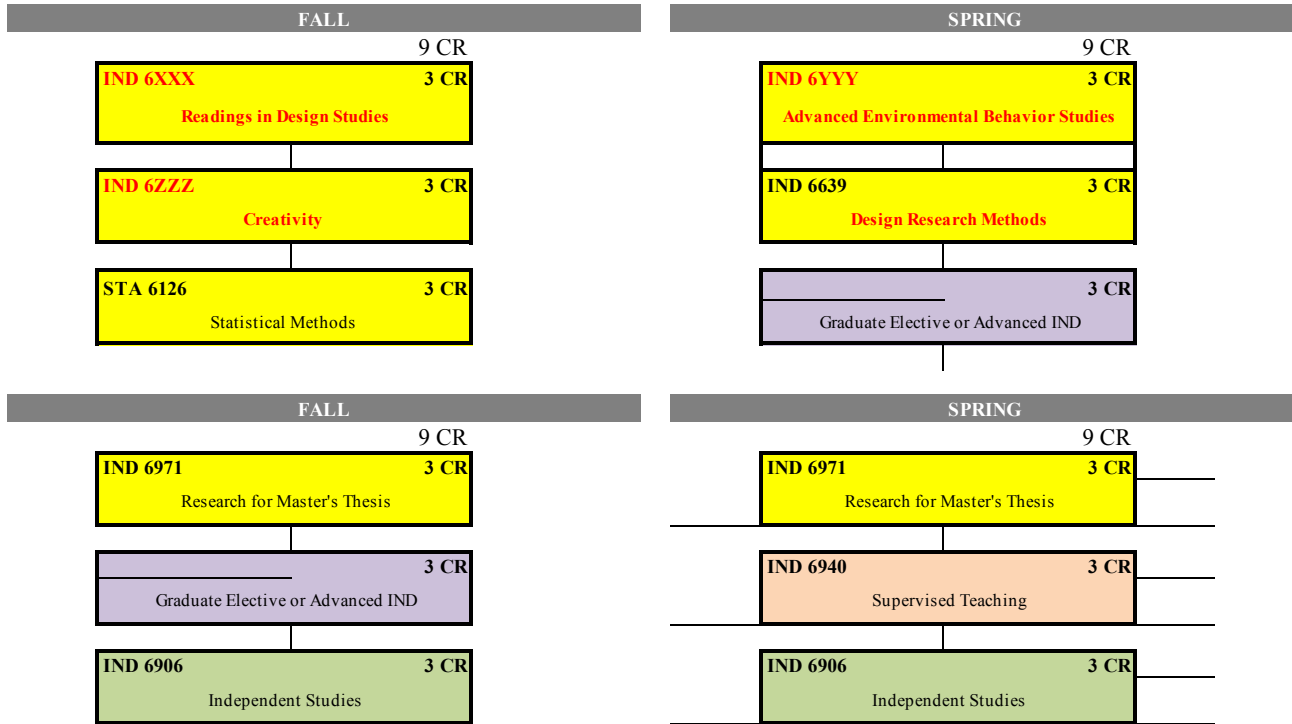 FALL
9 CR
IND 6XXX 3 CR
Readings in Design Studies
IND 6ZZZ 3 CR
Creativity
STA 6126 3 CR
Statistical Methods
SPRING
9 CR
IND 6YYY 3 CR
Advanced Environmental Behavior Studies
IND 6639 3 CR
Design Research Methods
3 CR
Graduate Elective or Advanced IND
FALL
9 CR
IND 6971 3 CR
Research for Master's Thesis
3 CR
Graduate Elective or Advanced IND
IND 6906 3 CR
Independent Studies
SPRING
9 CR
IND 6971 3 CR
Research for Master's Thesis
IND 6940 3 CR
Supervised Teaching
IND 6906 3 CR
Independent Studies